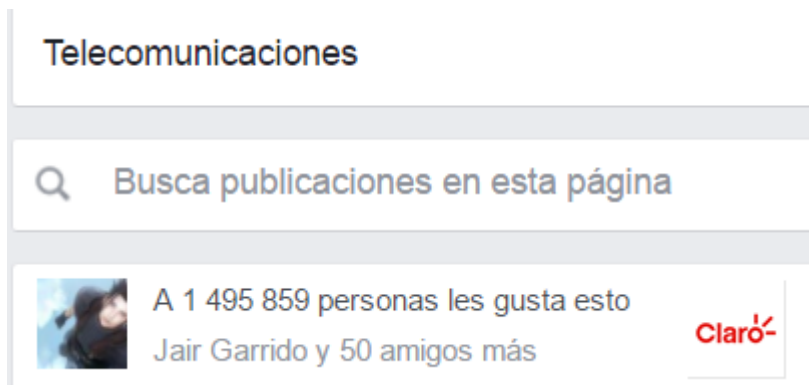 Telecomunicaciones
Busca publicaciones en esta página
A 1 495 859 personas les gusta esto
Jair Garrido y 50 amigos más
Claro